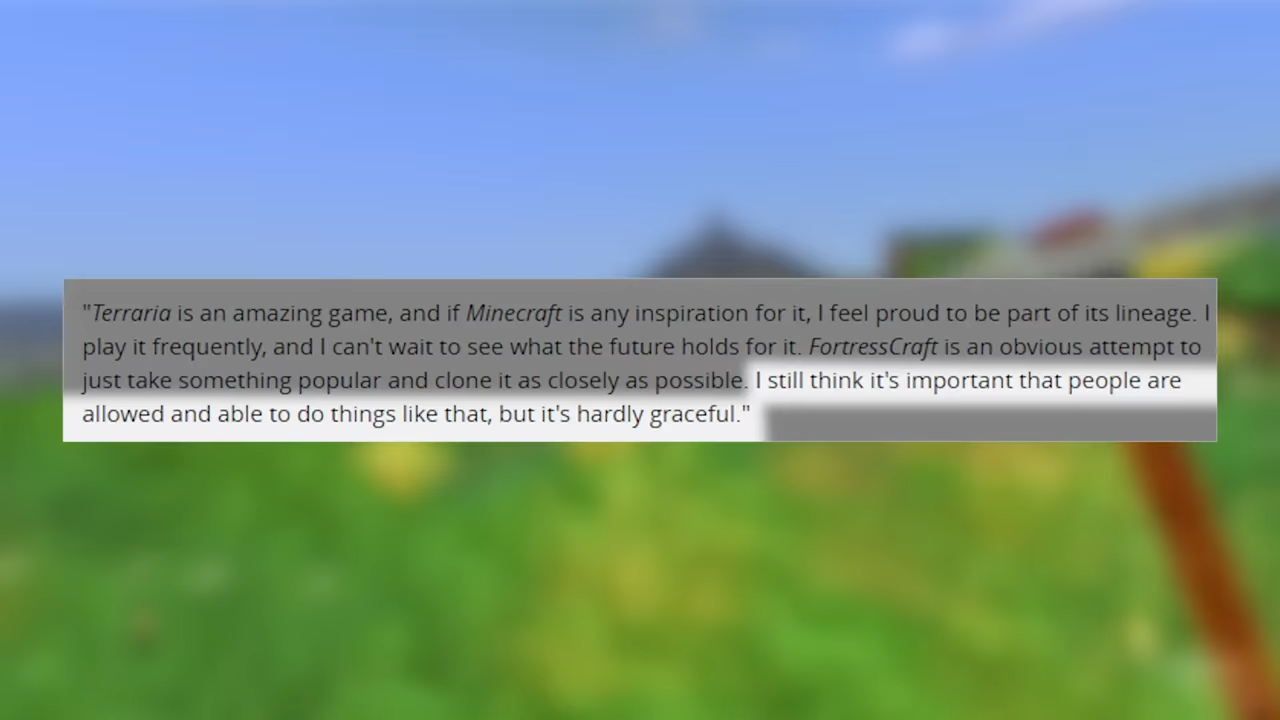 "Terraria is an amazing game, and if Minecraft is any inspiration for it, I feel proud to be part of its lineage. I
play it frequently, and I can't wait to see what the future holds for it. FortressCraft is an obvious attempt to
just take something popular and clone it as closely as possible. I still think it's important that people are
allowed and able to do things like that, but it's hardly graceful."